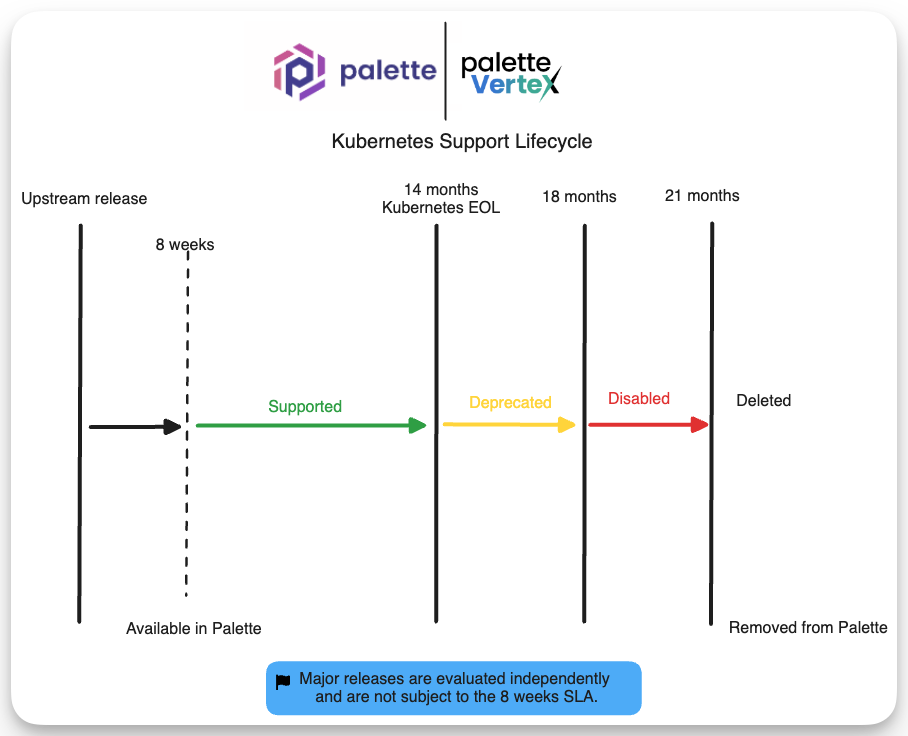 palette
palette
VerteX
Kubernetes Support Lifecycle
Upstream release
8 weeks
14 months
Kubernetes EOL
18 months
21 months
Supported
Deprecated
Disabled
Deleted
Available in Palette
Removed from Palette
Major releases are evaluated independently
and are not subject to the 8 weeks SLA.